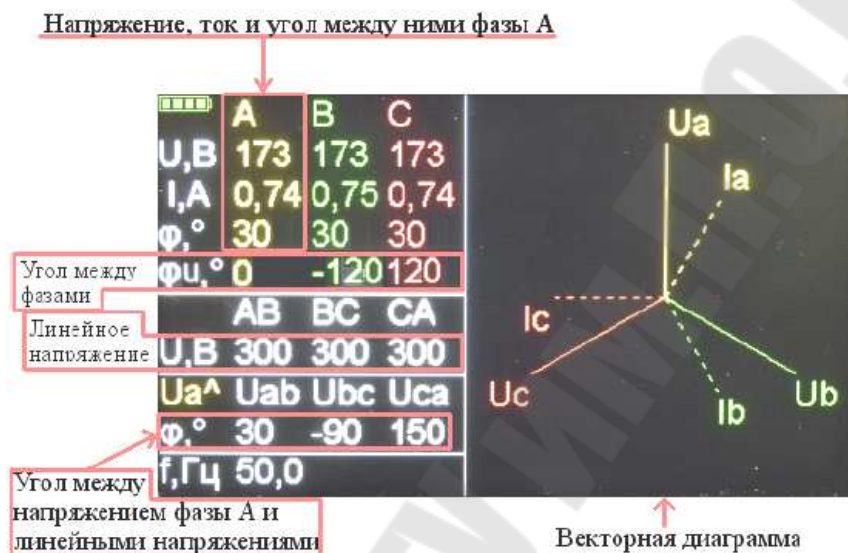 Напряжение, ток и угол между ними фазы А
A B C
U,В 173 173 173
I,А 0,74 0,75 0,74
φ,° 30 30 30
Угол между
фазами
φu,° 0 -120 120
AB BC CA
Линейное
напряжение
U,В 300 300 300
Ua^ Uab Ubc Uca
φ,° 30 -90 150
f,Гц 50,0
Угол между
напряжением фазы А и
линейными напряжениями
Ua
Ia
Ic
Uc
Ib
Ub
Векторная диаграмма